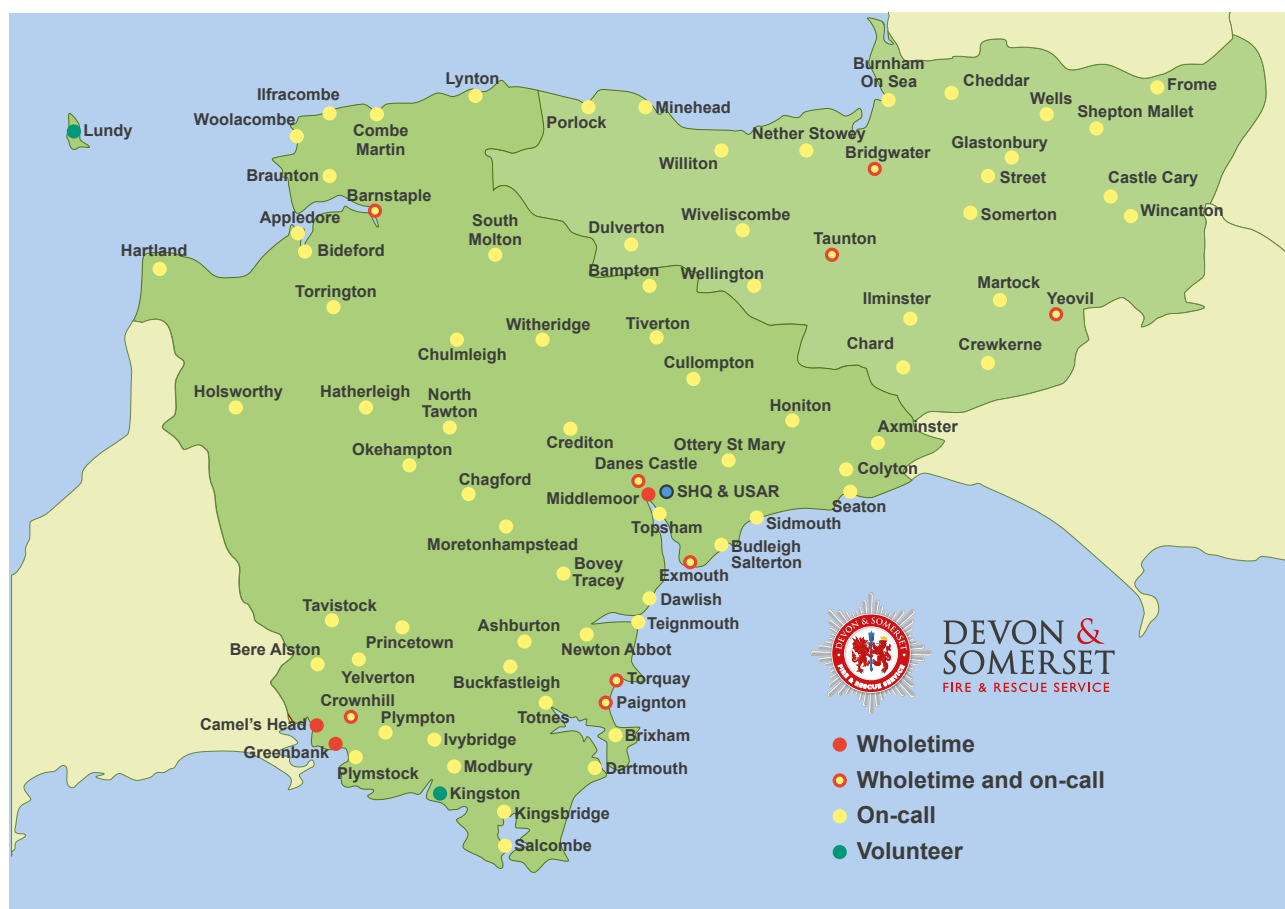 Lynton
Ilfracombe
Woolacombe
Combe
Martin
Lundy
Braunton
Barnstaple
Appledore
Bideford
Hartland
South
Molton
Torrington
Porlock
Minehead
Burnham
On Sea
Cheddar
Frome
Wells
Shepton Mallet
Nether Stowey
Williton
Bridgwater
Glastonbury
Street
Castle Cary
Wincanton
Somerton
Wiveliscombe
Dulverton
Taunton
Bampton
Wellington
Martock
Ilminster
Yeovil
Chard
Crewkerne
Witheridge
Tiverton
Chulmleigh
Cullompton
Holsworthy
Hatherleigh
North
Tawton
Honiton
Axminster
Okehampton
Crediton
Ottery St Mary
Danes Castle
Colyton
Chagford
Middlemoor
SHQ & USAR
Seaton
Topsham
Sidmouth
Moretonhampstead
Budleigh
Salterton
Bovey
Tracey
Exmouth
Dawlish
Tavistock
Teignmouth
Princetown
Ashburton
Newton Abbot
Bere Alston
Yelverton
Buckfastleigh
Torquay
Crownhill
Totnes
Paignton
Camel's Head
Plympton
Greenbank
Ivybridge
Brixham
Plymstock
Modbury
Dartmouth
Kingston
Kingsbridge
Salcombe
DEVON & SOMERSET
FIRE & RESCUE SERVICE
DEVON &
SOMERSET
FIRE & RESCUE SERVICE
Wholetime
Wholetime and on-call
On-call
Volunteer